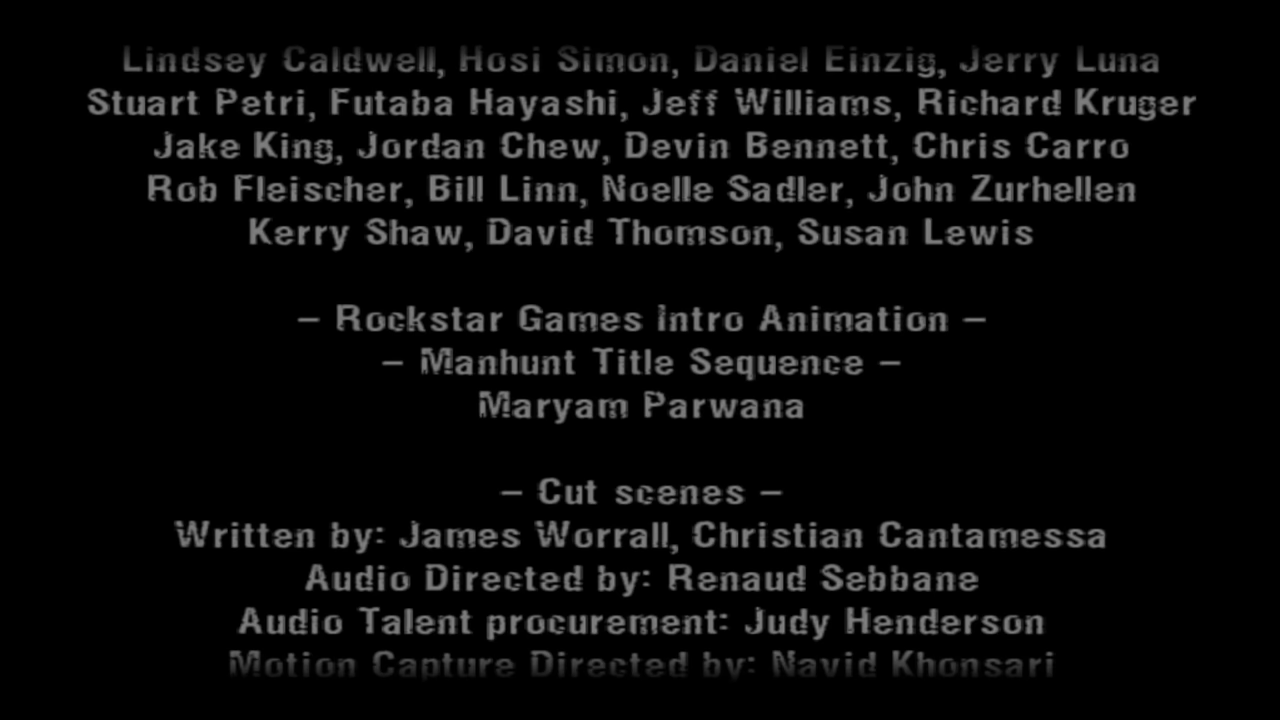 Lindsey Caldwell, Hosi Simon, Daniel Einzig, Jerry Luna
Stuart Petri, Futaba Hayashi, Jeff Williams, Richard Kruger
Jake King, Jordan Chew, Devin Bennett, Chris Carro
Rob Fleischer, Bill Linn, Noelle Sadler, John Zurhellen
Kerry Shaw, David Thomson, Susan Lewis
– Rockstar Games Intro Animation –
– Manhunt Title Sequence –
Maryam Parwana
– Cut scenes –
Written by: James Worrall, Christian Cantamessa
Audio Directed by: Renaud Sebbane
Audio Talent procurement: Judy Henderson
Motion Capture Directed by: Navid Khonsari